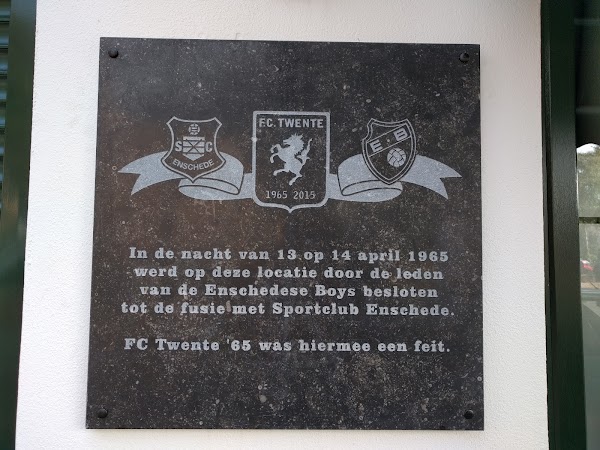 S C
ENSCHEDE
F.C. TWENTE
1965 2015
E B
In de nacht van 13 op 14 april 1965
werd op deze locatie door de leden
van de Enschedese Boys besloten
tot de fusie met Sportclub Enschede.
FC Twente '65 was hiermee een feit.